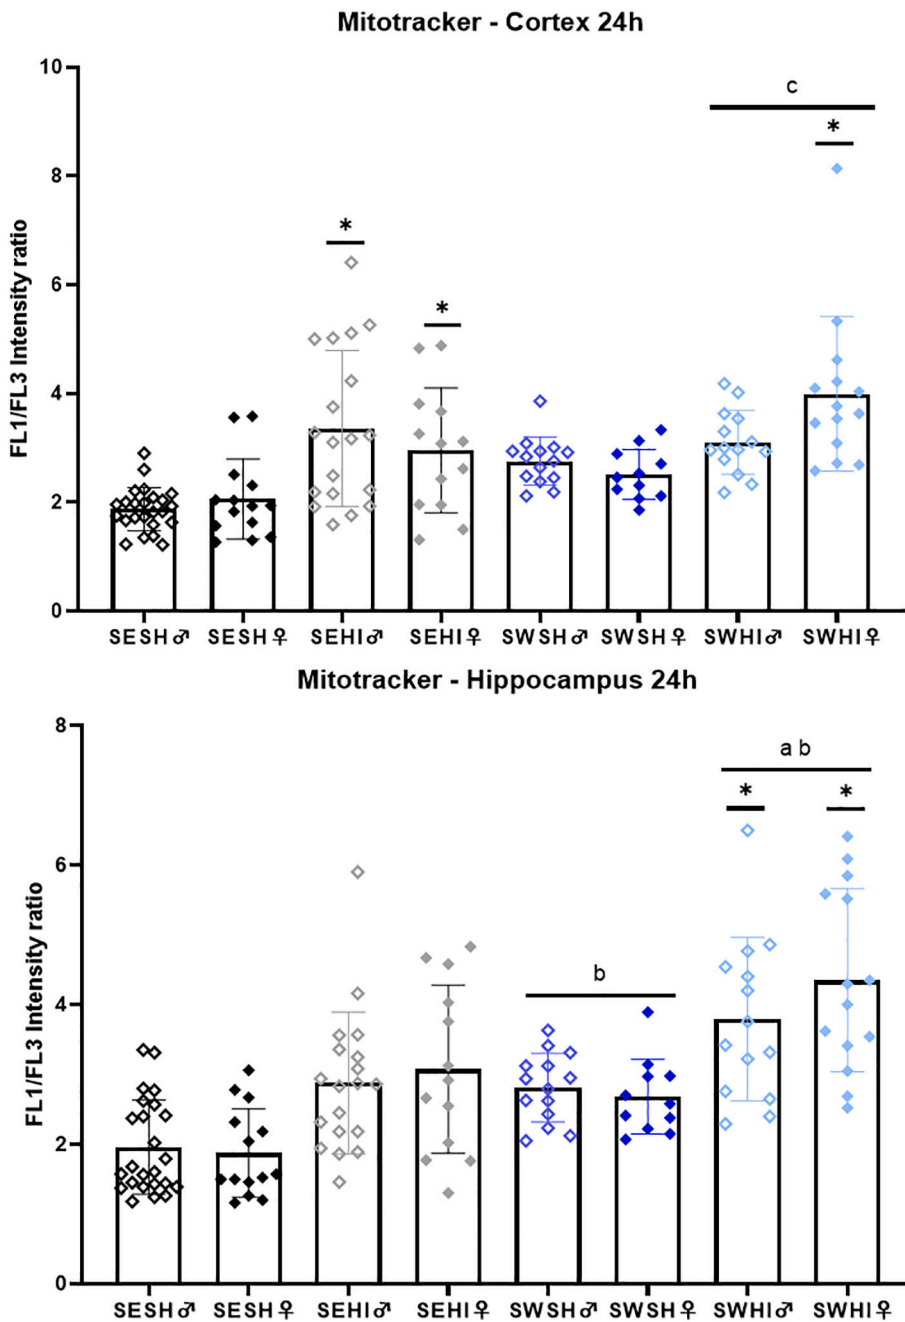 Mitotracker - Cortex 24h
10
c
*
8
*
6
*
4
2
0
FL1/FL3 Intensity ratio
SESH♂ SESH♀ SEHI♂ SEHI♀ SWSH♂ SWSH♀ SWHI♂ SWHI♀
Mitotracker - Hippocampus 24h
8
a b
* *
6
b
4
2
0
FL1/FL3 Intensity ratio
SESH♂ SESH♀ SEHI♂ SEHI♀ SWSH♂ SWSH♀ SWHI♂ SWHI♀